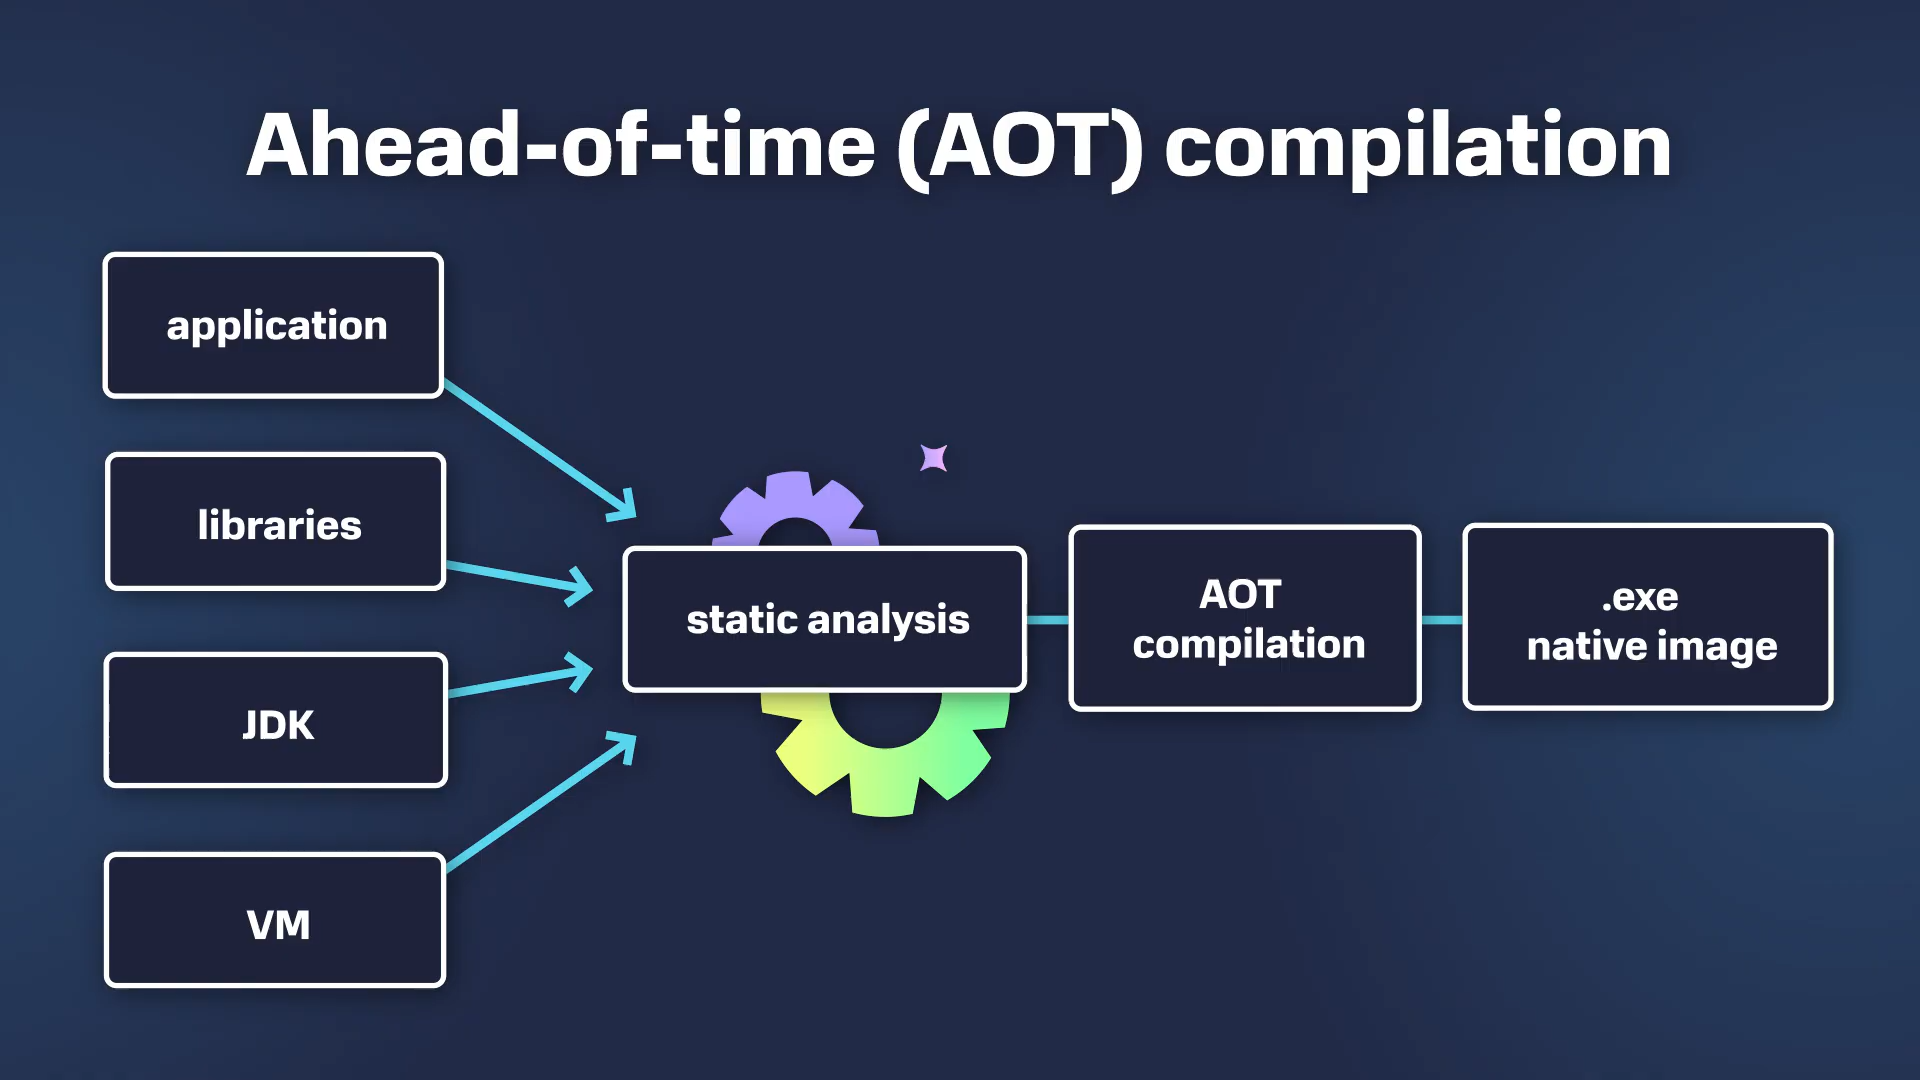 Ahead-of-time (AOT) compilation
application
libraries
JDK
VM
static analysis
AOT
compilation
.exe
native image